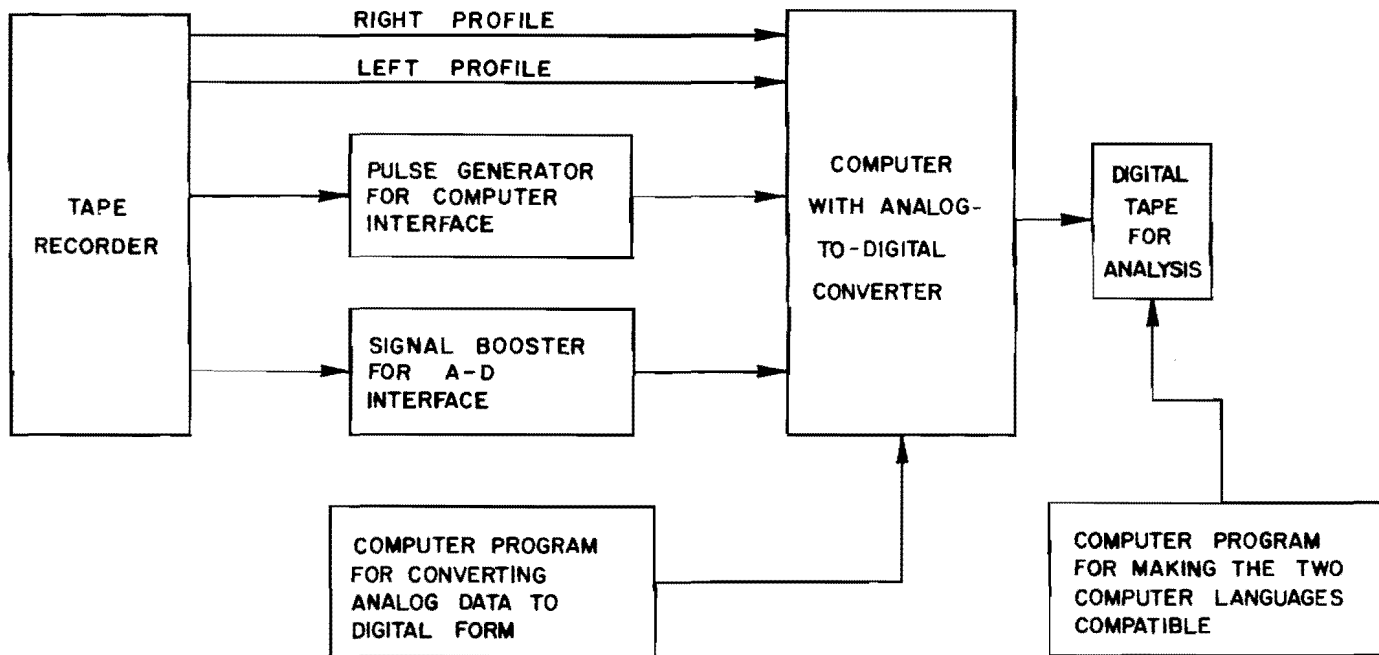 RIGHT PROFILE
LEFT PROFILE
TAPE
RECORDER
PULSE GENERATOR
FOR COMPUTER
INTERFACE
SIGNAL BOOSTER
FOR A-D
INTERFACE
COMPUTER
WITH ANALOG-
TO-DIGITAL
CONVERTER
DIGITAL
TAPE
FOR
ANALYSIS
COMPUTER PROGRAM
FOR CONVERTING
ANALOG DATA TO
DIGITAL FORM
COMPUTER PROGRAM
FOR MAKING THE TWO
COMPUTER LANGUAGES
COMPATIBLE